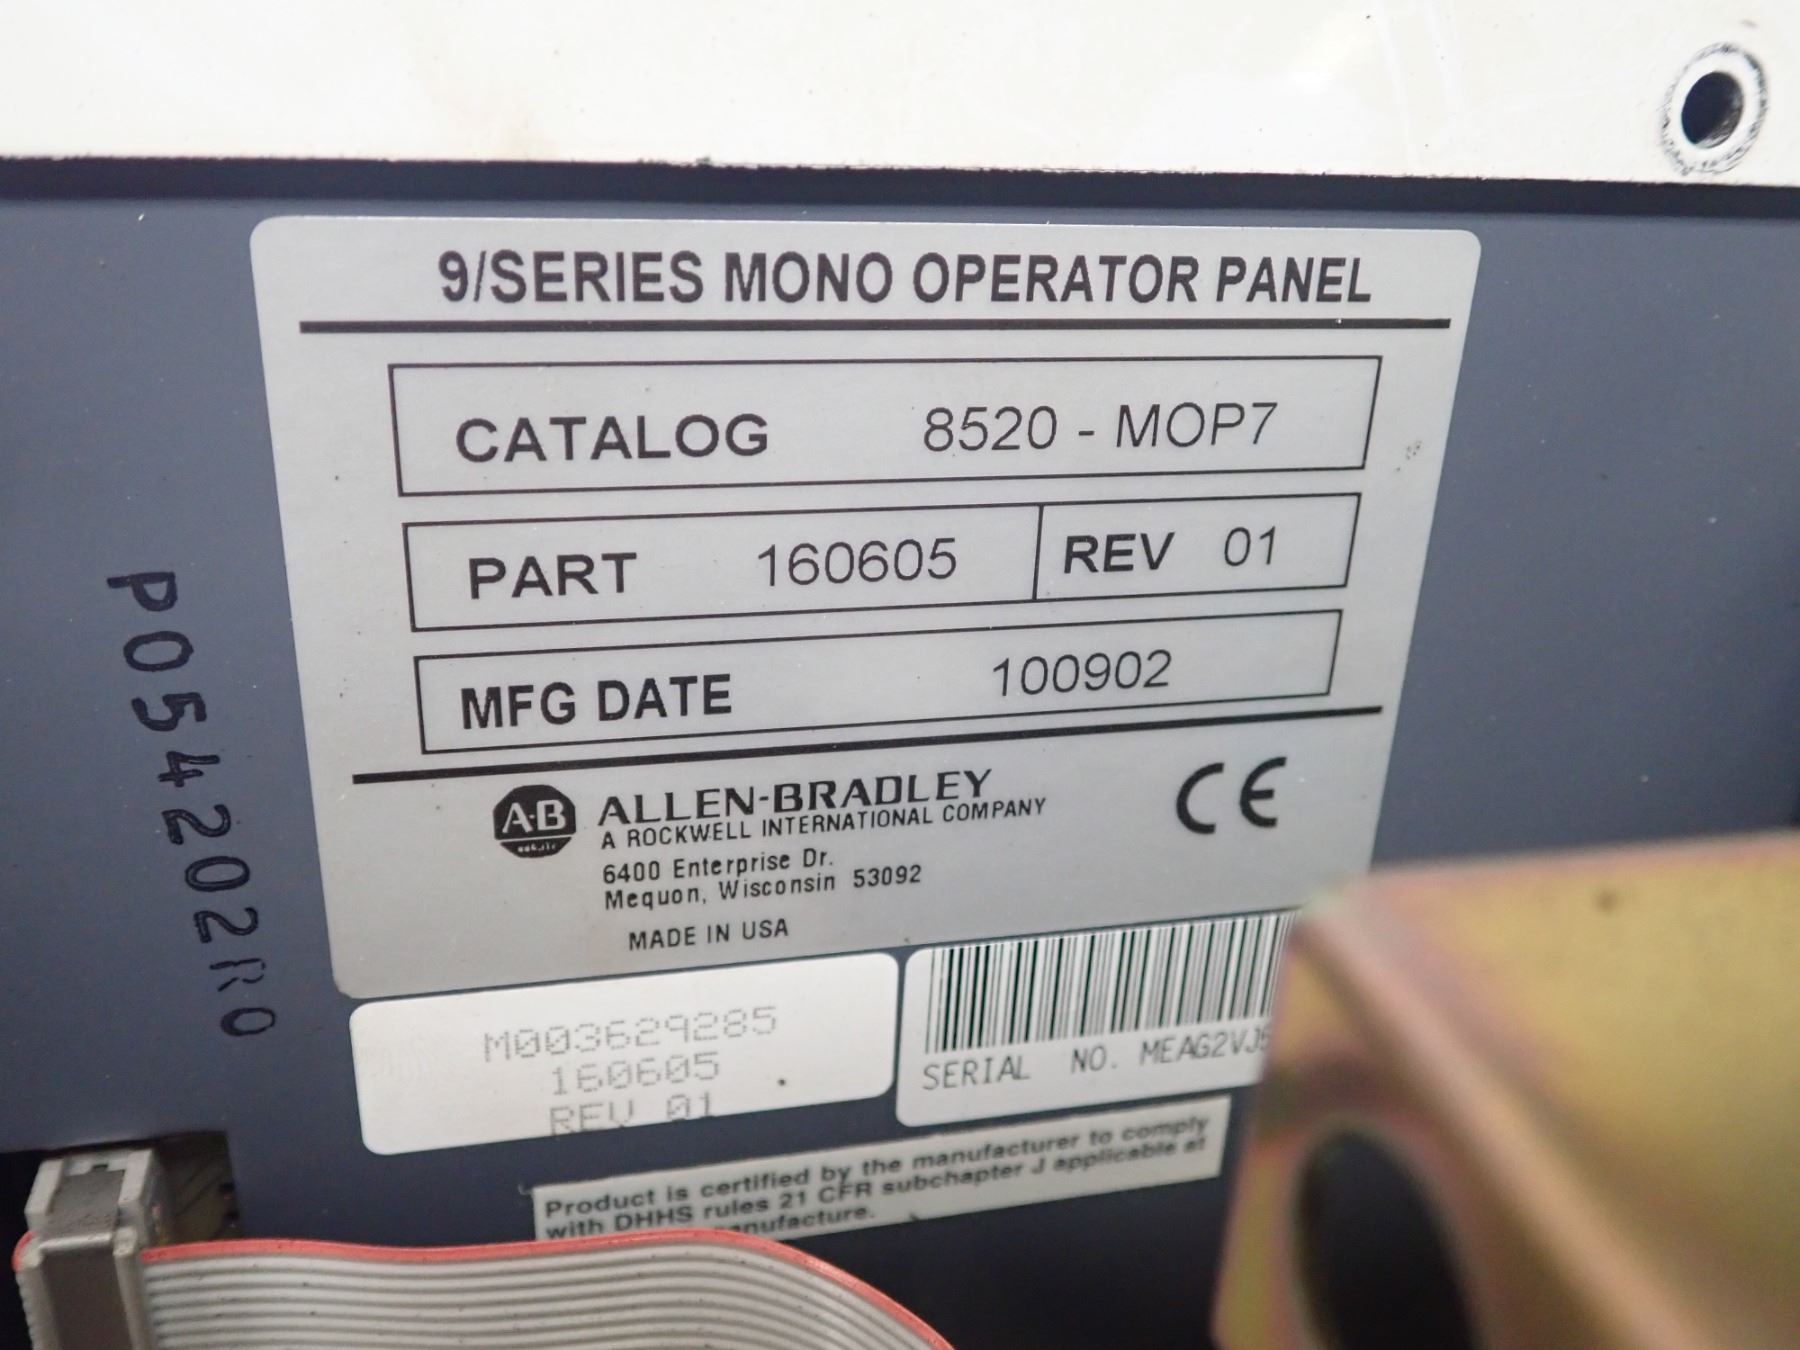 9/SERIES MONO OPERATOR PANEL
CATALOG 8520 - MOP7
PART 160605 REV 01
MFG DATE 100902
A-B ALLEN-BRADLEY
A ROCKWELL INTERNATIONAL COMPANY
6400 Enterprise Dr.
Mequon, Wisconsin 53092
MADE IN USA
CE
P054202R0
M003629285
160605
REV 01
SERIAL NO. MEAG2VJ
Product is certified by the manufacturer to comply
with DHHS rules 21 CFR subchapter J applicable at